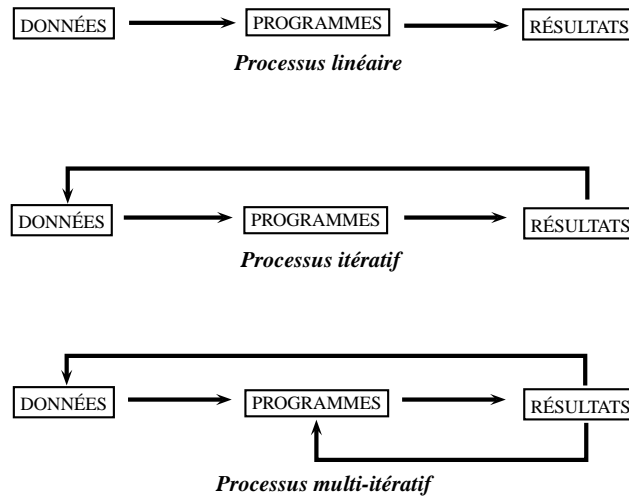 DONNÉES PROGRAMMES RÉSULTATS
Processus linéaire
DONNÉES PROGRAMMES RÉSULTATS
Processus itératif
DONNÉES PROGRAMMES RÉSULTATS
Processus multi-itératif